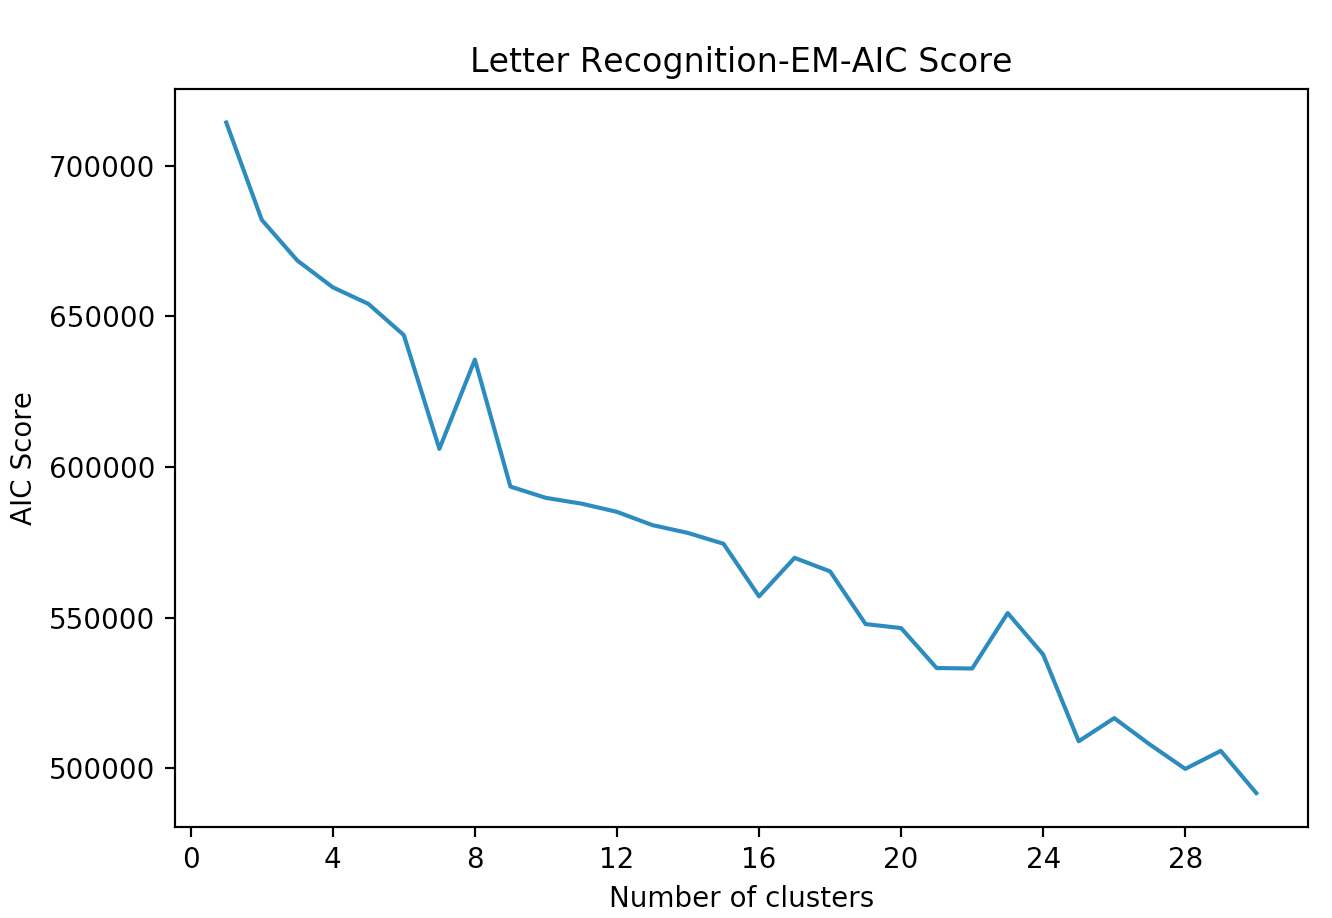 Letter Recognition-EM-AIC Score
700000
650000
600000
550000
500000
AIC Score
0 4 8 12 16 20 24 28
Number of clusters